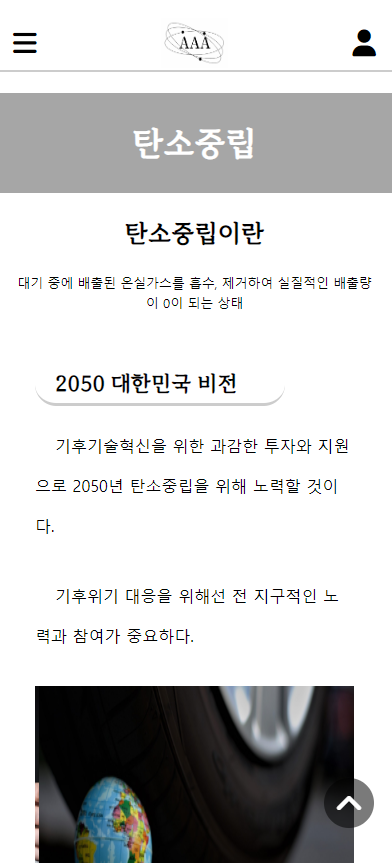 AAA
탄소중립
탄소중립이란
대기 중에 배출된 온실가스를 흡수, 제거하여 실질적인 배출량
이 0이 되는 상태
2050 대한민국 비전
기후기술혁신을 위한 과감한 투자와 지원
으로 2050년 탄소중립을 위해 노력할 것이
다.
기후위기 대응을 위해선 전 지구적인 노
력과 참여가 중요하다.